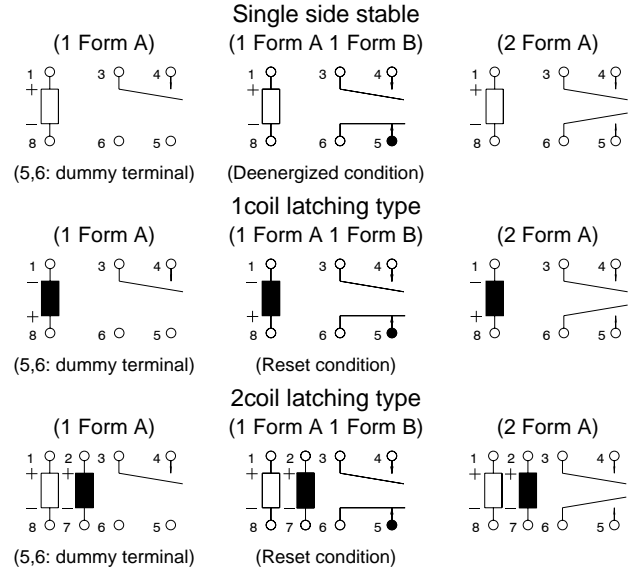 Single side stable
(1 Form A) (1 Form A 1 Form B) (2 Form A)
1 3 4 1 3 4 1 3 4
+ + +
− − −
8 6 5 8 6 5 8 6 5
(5,6: dummy terminal) (Deenergized condition)
1coil latching type
(1 Form A) (1 Form A 1 Form B) (2 Form A)
1 3 4 1 3 4 1 3 4
− − −
+ + +
8 6 5 8 6 5 8 6 5
(5,6: dummy terminal) (Reset condition)
2coil latching type
(1 Form A) (1 Form A 1 Form B) (2 Form A)
1 2 3 4 1 2 3 4 1 2 3 4
+ + + + + +
− − − − − −
8 7 6 5 8 7 6 5 8 7 6 5
(5,6: dummy terminal) (Reset condition)